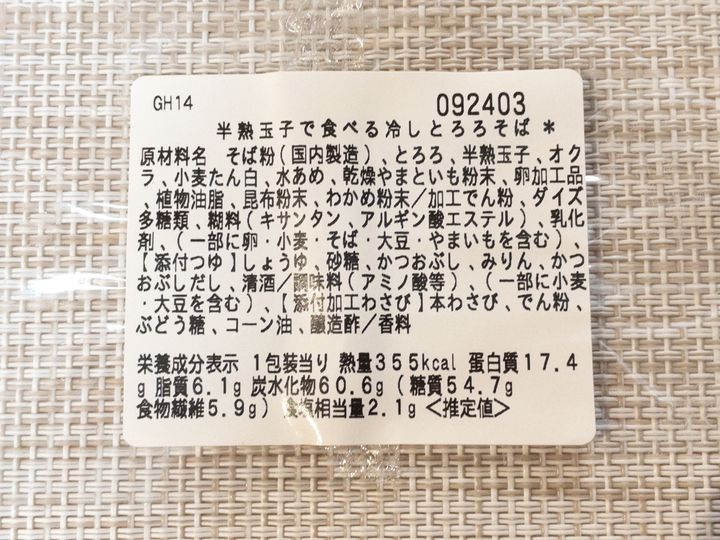 GH14 092403
半熟玉子で食べる冷しとろろそば *
原材料名 そば粉(国内製造)、とろろ、半熟玉子、オク
ラ、小麦たん白、水あめ、乾燥やまといも粉末、卵加工品
、植物油脂、昆布粉末、わかめ粉末/加工でん粉、ダイズ
多糖類、糊料(キサンタン、アルギン酸エステル)、乳化
剤、(一部に卵・小麦・そば・大豆・やまいもを含む)、
【添付つゆ】しょうゆ、砂糖、かつおぶし、みりん、かつ
おぶしだし、清酒/調味料(アミノ酸等)、(一部に小麦
・大豆を含む)、【添付加工わさび】本わさび、でん粉、
ぶどう糖、コーン油、醸造酢/香料
栄養成分表示 1包装当り 熱量355kcal 蛋白質17.4
g 脂質6.1g 炭水化物60.6g(糖質54.7g
食物繊維5.9g) 食塩相当量2.1g <推定値>